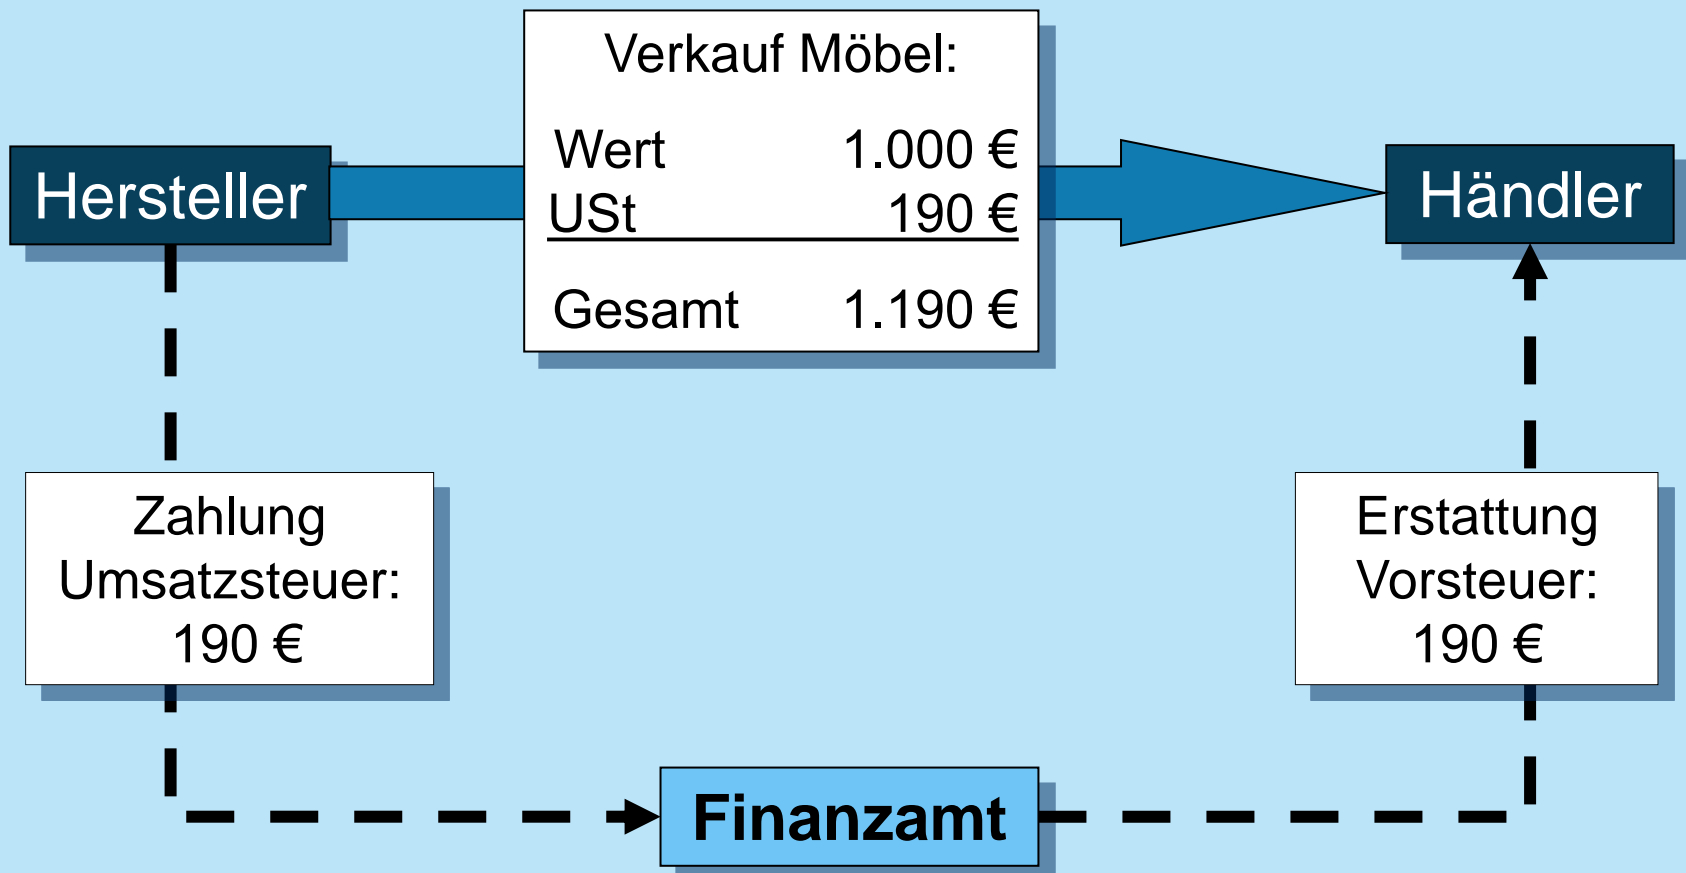 Verkauf Möbel:
Wert 1.000 €
USt 190 €
Gesamt 1.190 €
Hersteller
Händler
Zahlung
Umsatzsteuer:
190 €
Erstattung
Vorsteuer:
190 €
Finanzamt